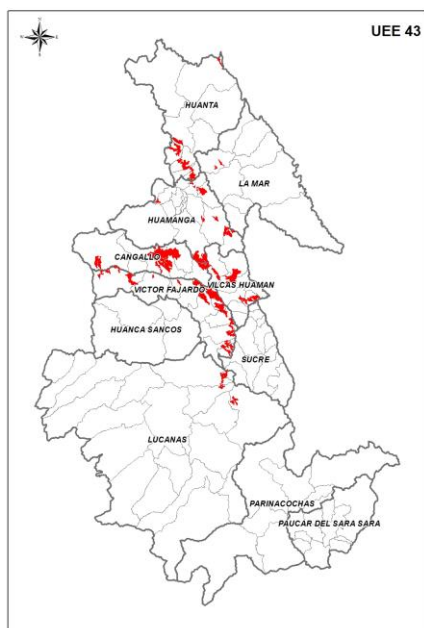 UEE 43
HUANTA
LA MAR
HUAMANGA
CANGALLO
VILCAS HUAMAN
VICTOR FAJARDO
HUANCA SANCOS
SUCRE
LUCANAS
PARINACOCHAS
PAUCAR DEL SARA SARA